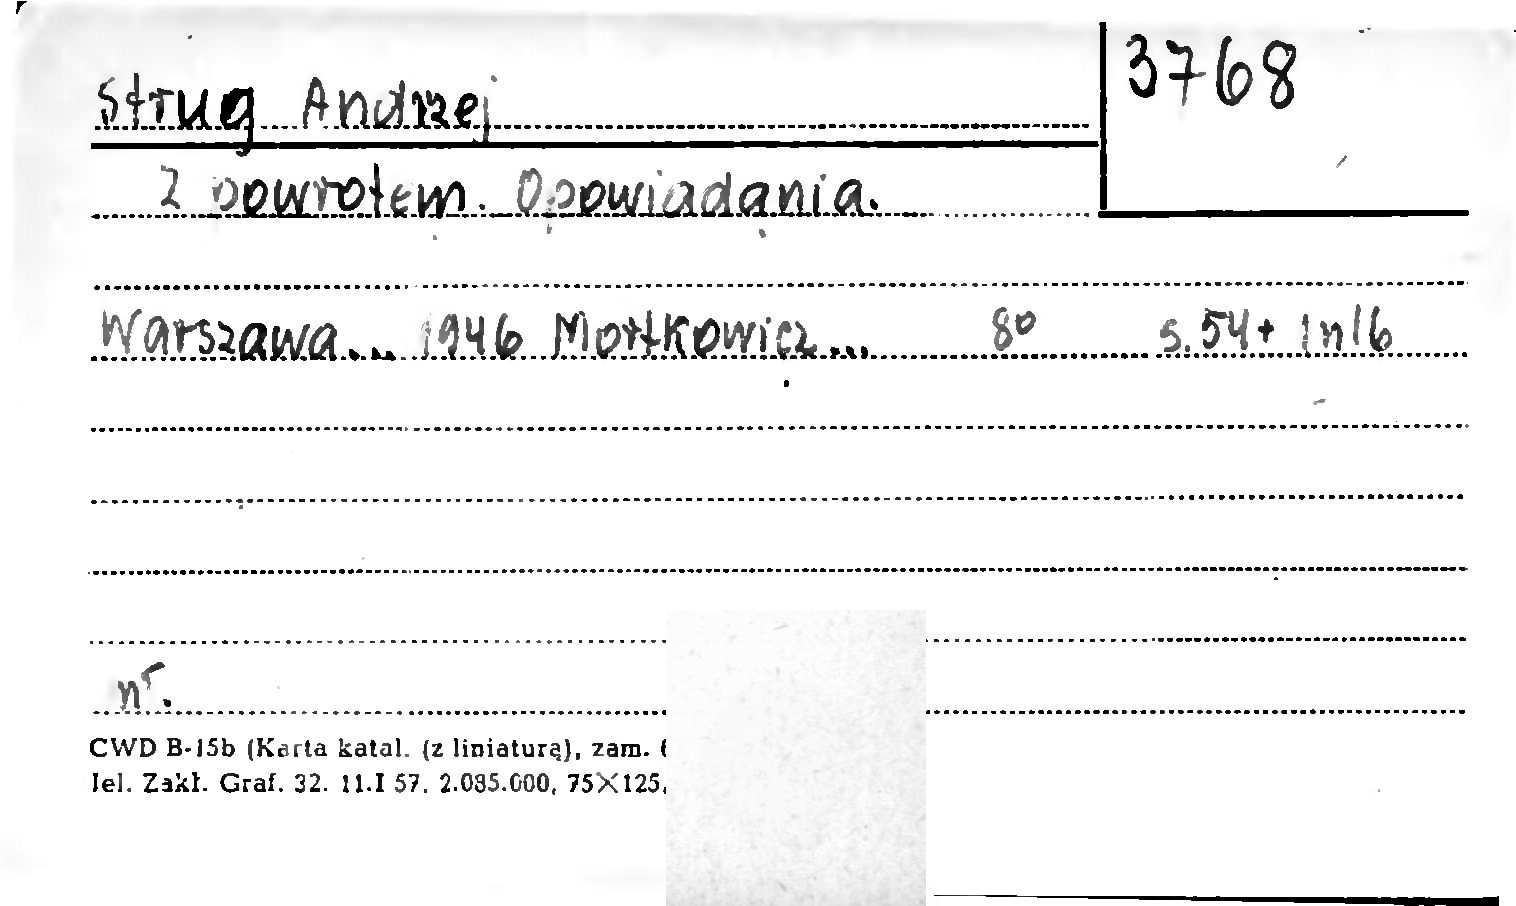 Strug Andrzej
3768
Z powrotem. Opowiadania.
Warszawa... 1946 Mortkowicz... 8° s. 54+1nlb
nr.
CWD B-15b (Karta katal. (z liniaturą), zam.
Jel. Zakł. Graf. 32. 11.I 57. 2.085.000, 75×125,